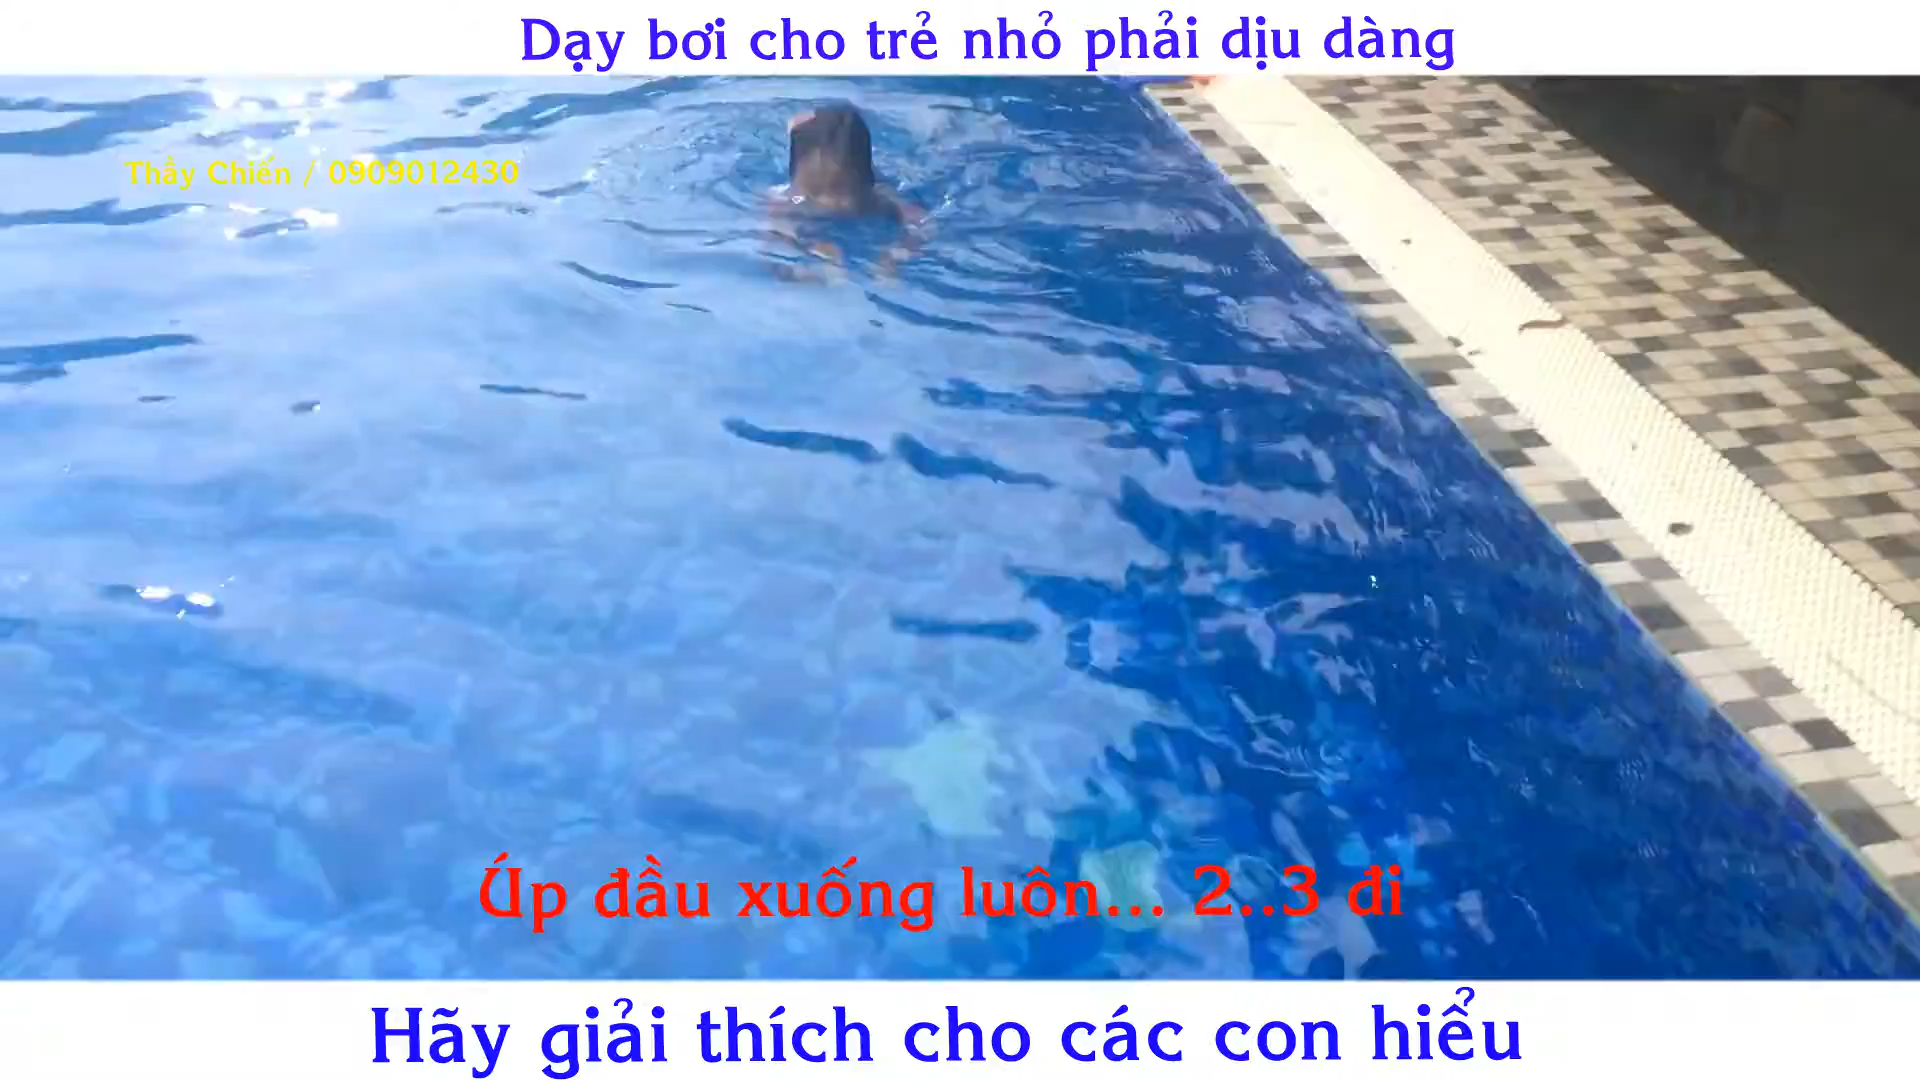 Dạy bơi cho trẻ nhỏ phải dịu dàng
Thầy Chiến / 0909012430
Úp đầu xuống luôn... 2..3 đi
Hãy giải thích cho các con hiểu